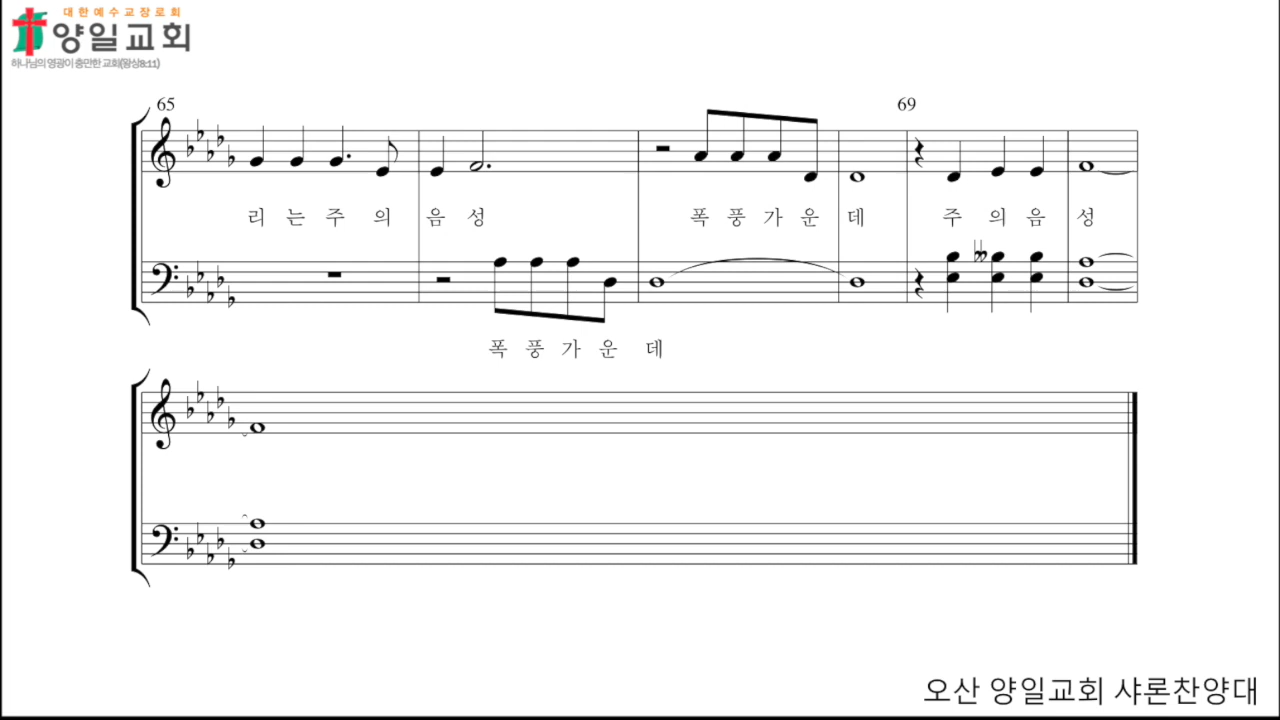 대한예수교장로회
양일교회
하나님의 영광이 충만한 교회(왕상8:11)
65 69
리 는 주 의 음 성 폭 풍 가 운 데 주 의 음 성
폭 풍 가 운 데
오산 양일교회 샤론찬양대